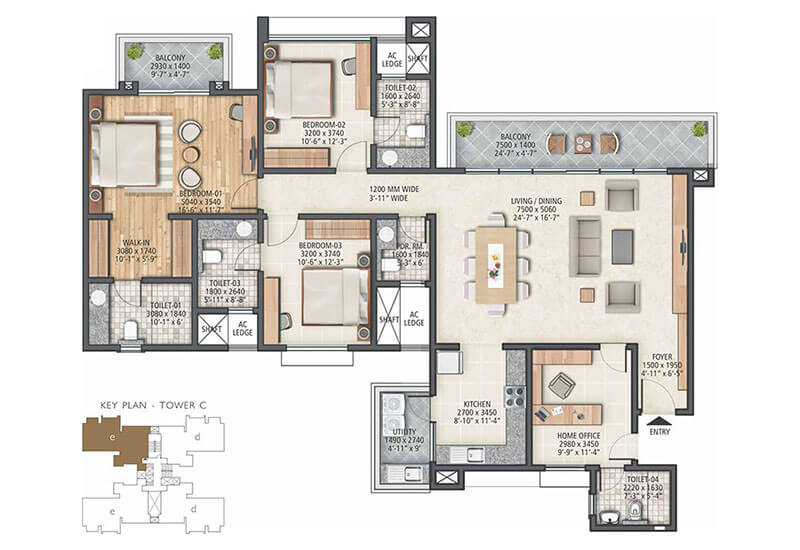 BALCONY
2930 x 1400
9'-7" x 4'-7"
AC
LEDGE
SHAFT
BEDROOM-02
3200 x 3740
10'-6" x 12'-3"
TOILET-02
1600 x 2640
5'-3" x 8'-8"
BALCONY
7500 x 1400
24'-7" x 4'-7"
BEDROOM-01
5040 x 3540
16'-6" x 11'-7"
1200 MM WIDE
3'-11" WIDE
LIVING / DINING
7500 x 5060
24'-7" x 16'-7"
WALK-IN
3080 x 1740
10'-1" x 5'-9"
BEDROOM-03
3200 x 3740
10'-6" x 12'-3"
PDR. RM.
1600 x 1840
5'-3" x 6'
TOILET-03
1800 x 2640
5'-11" x 8'-8"
TOILET-01
3080 x 1840
10'-1" x 6'
SHAFT
AC
LEDGE
SHAFT
AC
LEDGE
FOYER
1500 x 1950
4'-11" x 6'-5"
KITCHEN
2700 x 3450
8'-10" x 11'-4"
UTILITY
1490 x 2740
4'-11" x 9'
HOME OFFICE
2980 x 3450
9'-9" x 11'-4"
ENTRY
TOILET-04
2220 x 1630
7'-3" x 5'-4"
KEY PLAN - TOWER C
e
d
e
d